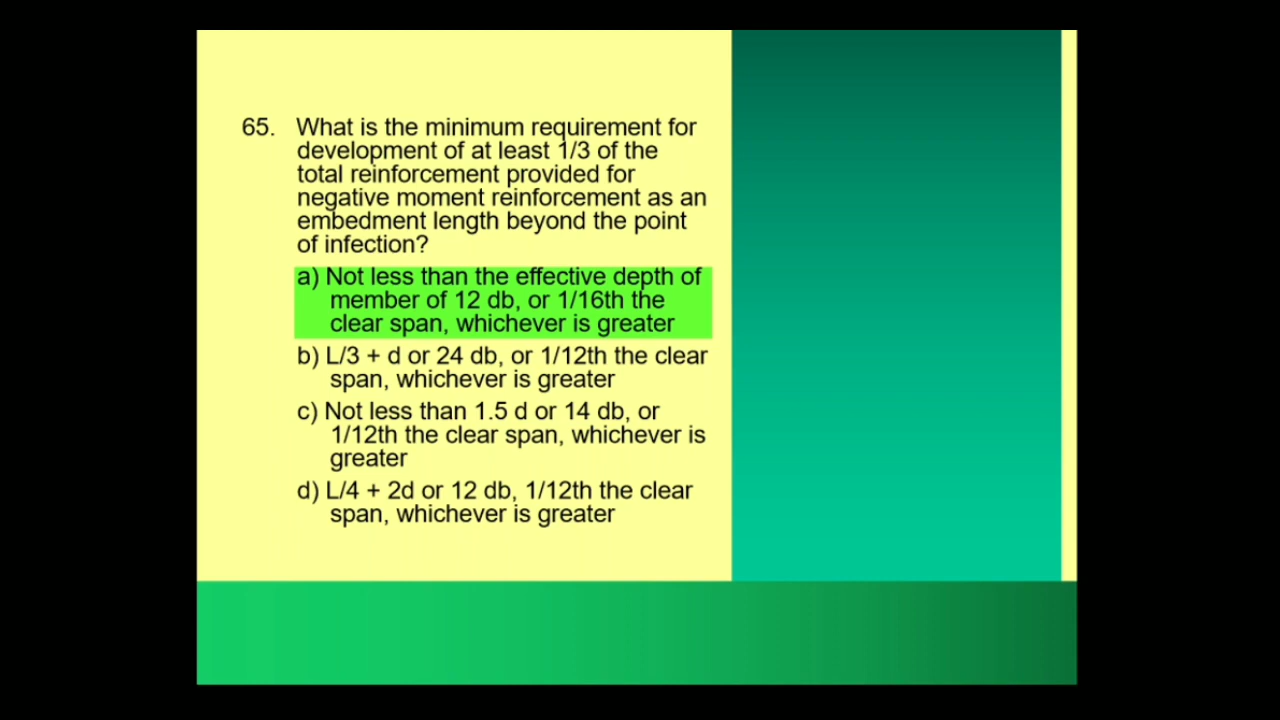 65. What is the minimum requirement for
development of at least 1/3 of the
total reinforcement provided for
negative moment reinforcement as an
embedment length beyond the point
of infection?
a) Not less than the effective depth of
member of 12 db, or 1/16th the
clear span, whichever is greater
b) L/3 + d or 24 db, or 1/12th the clear
span, whichever is greater
c) Not less than 1.5 d or 14 db, or
1/12th the clear span, whichever is
greater
d) L/4 + 2d or 12 db, 1/12th the clear
span, whichever is greater